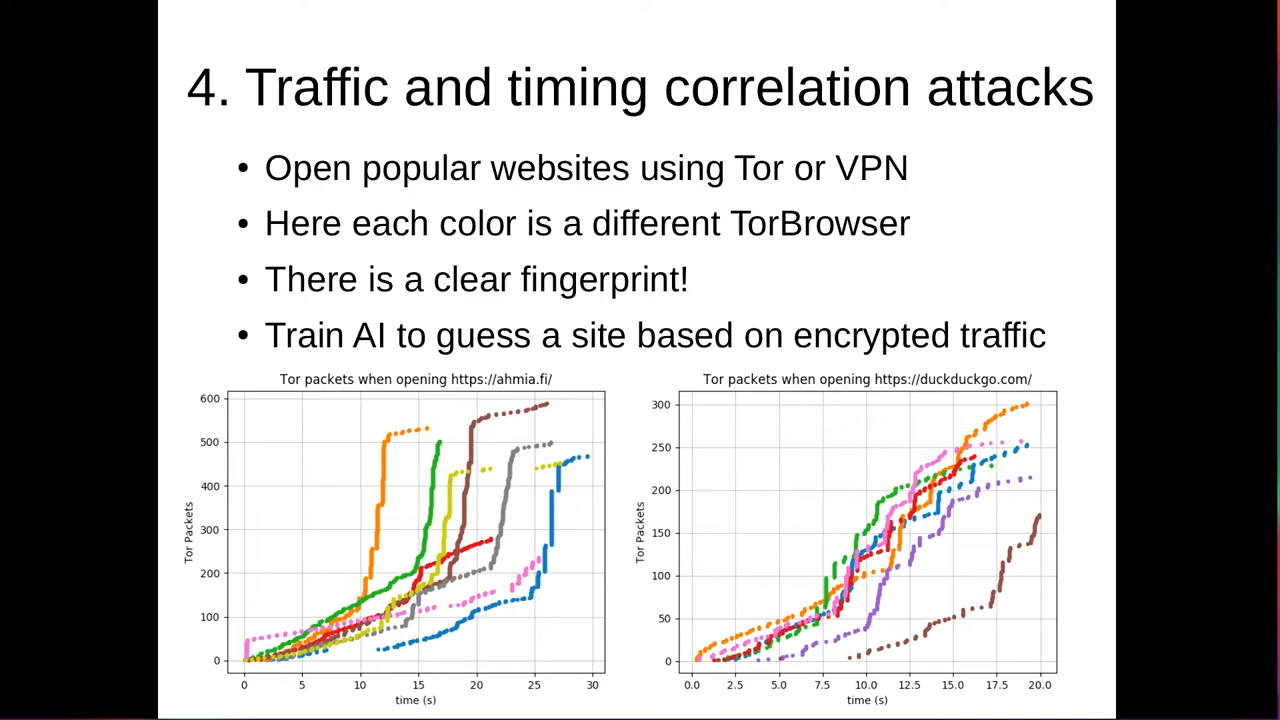 4. Traffic and timing correlation attacks
• Open popular websites using Tor or VPN
• Here each color is a different TorBrowser
• There is a clear fingerprint!
• Train AI to guess a site based on encrypted traffic
Tor packets when opening https://ahmia.fi/
600
500
400
300
200
100
0
Tor Packets
0 5 10 15 20 25 30
time (s)
Tor packets when opening https://duckduckgo.com/
300
250
200
150
100
50
0
Tor Packets
0.0 2.5 5.0 7.5 10.0 12.5 15.0 17.5 20.0
time (s)